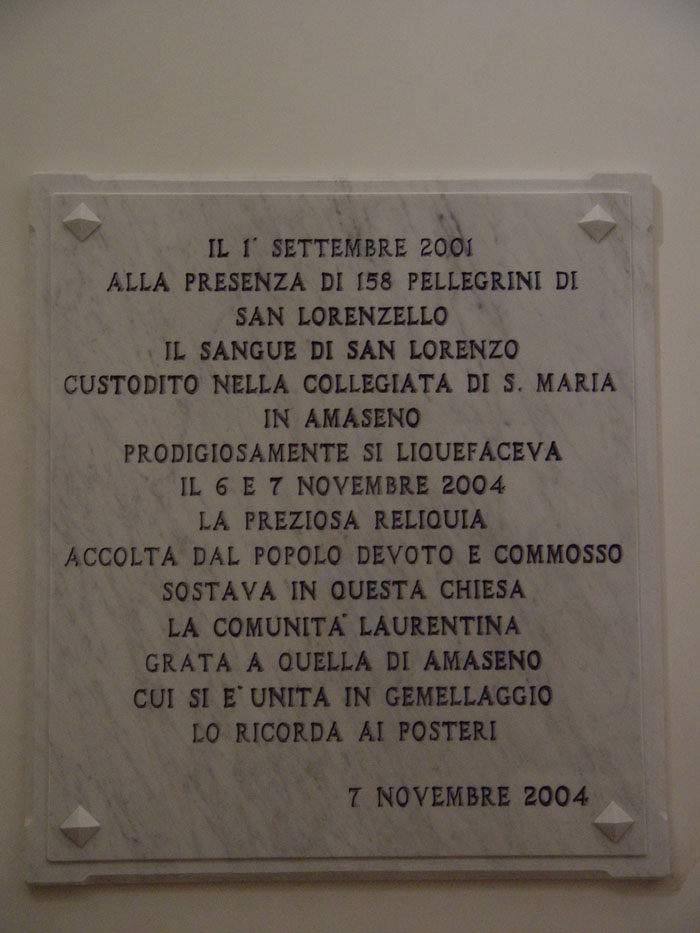 IL 1° SETTEMBRE 2001
ALLA PRESENZA DI 158 PELLEGRINI DI
SAN LORENZELLO
IL SANGUE DI SAN LORENZO
CUSTODITO NELLA COLLEGIATA DI S. MARIA
IN AMASENO
PRODIGIOSAMENTE SI LIQUEFACEVA
IL 6 E 7 NOVEMBRE 2004
LA PREZIOSA RELIQUIA
ACCOLTA DAL POPOLO DEVOTO E COMMOSSO
SOSTAVA IN QUESTA CHIESA
LA COMUNITA' LAURENTINA
GRATA A QUELLA DI AMASENO
CUI SI E' UNITA IN GEMELLAGGIO
LO RICORDA AI POSTERI
7 NOVEMBRE 2004